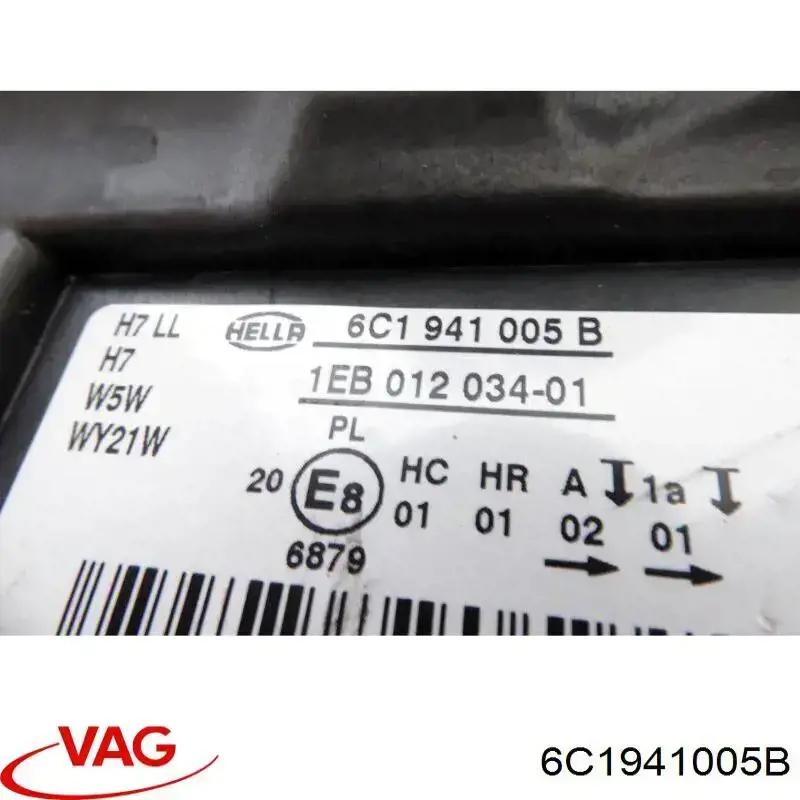 H7 LL HELLA 6C1 941 005 B
H7
W5W
WY21W
1EB 012 034-01
PL
20 E8 HC HR A 1a
01 01 02 01
6879
VAG 6C1941005B